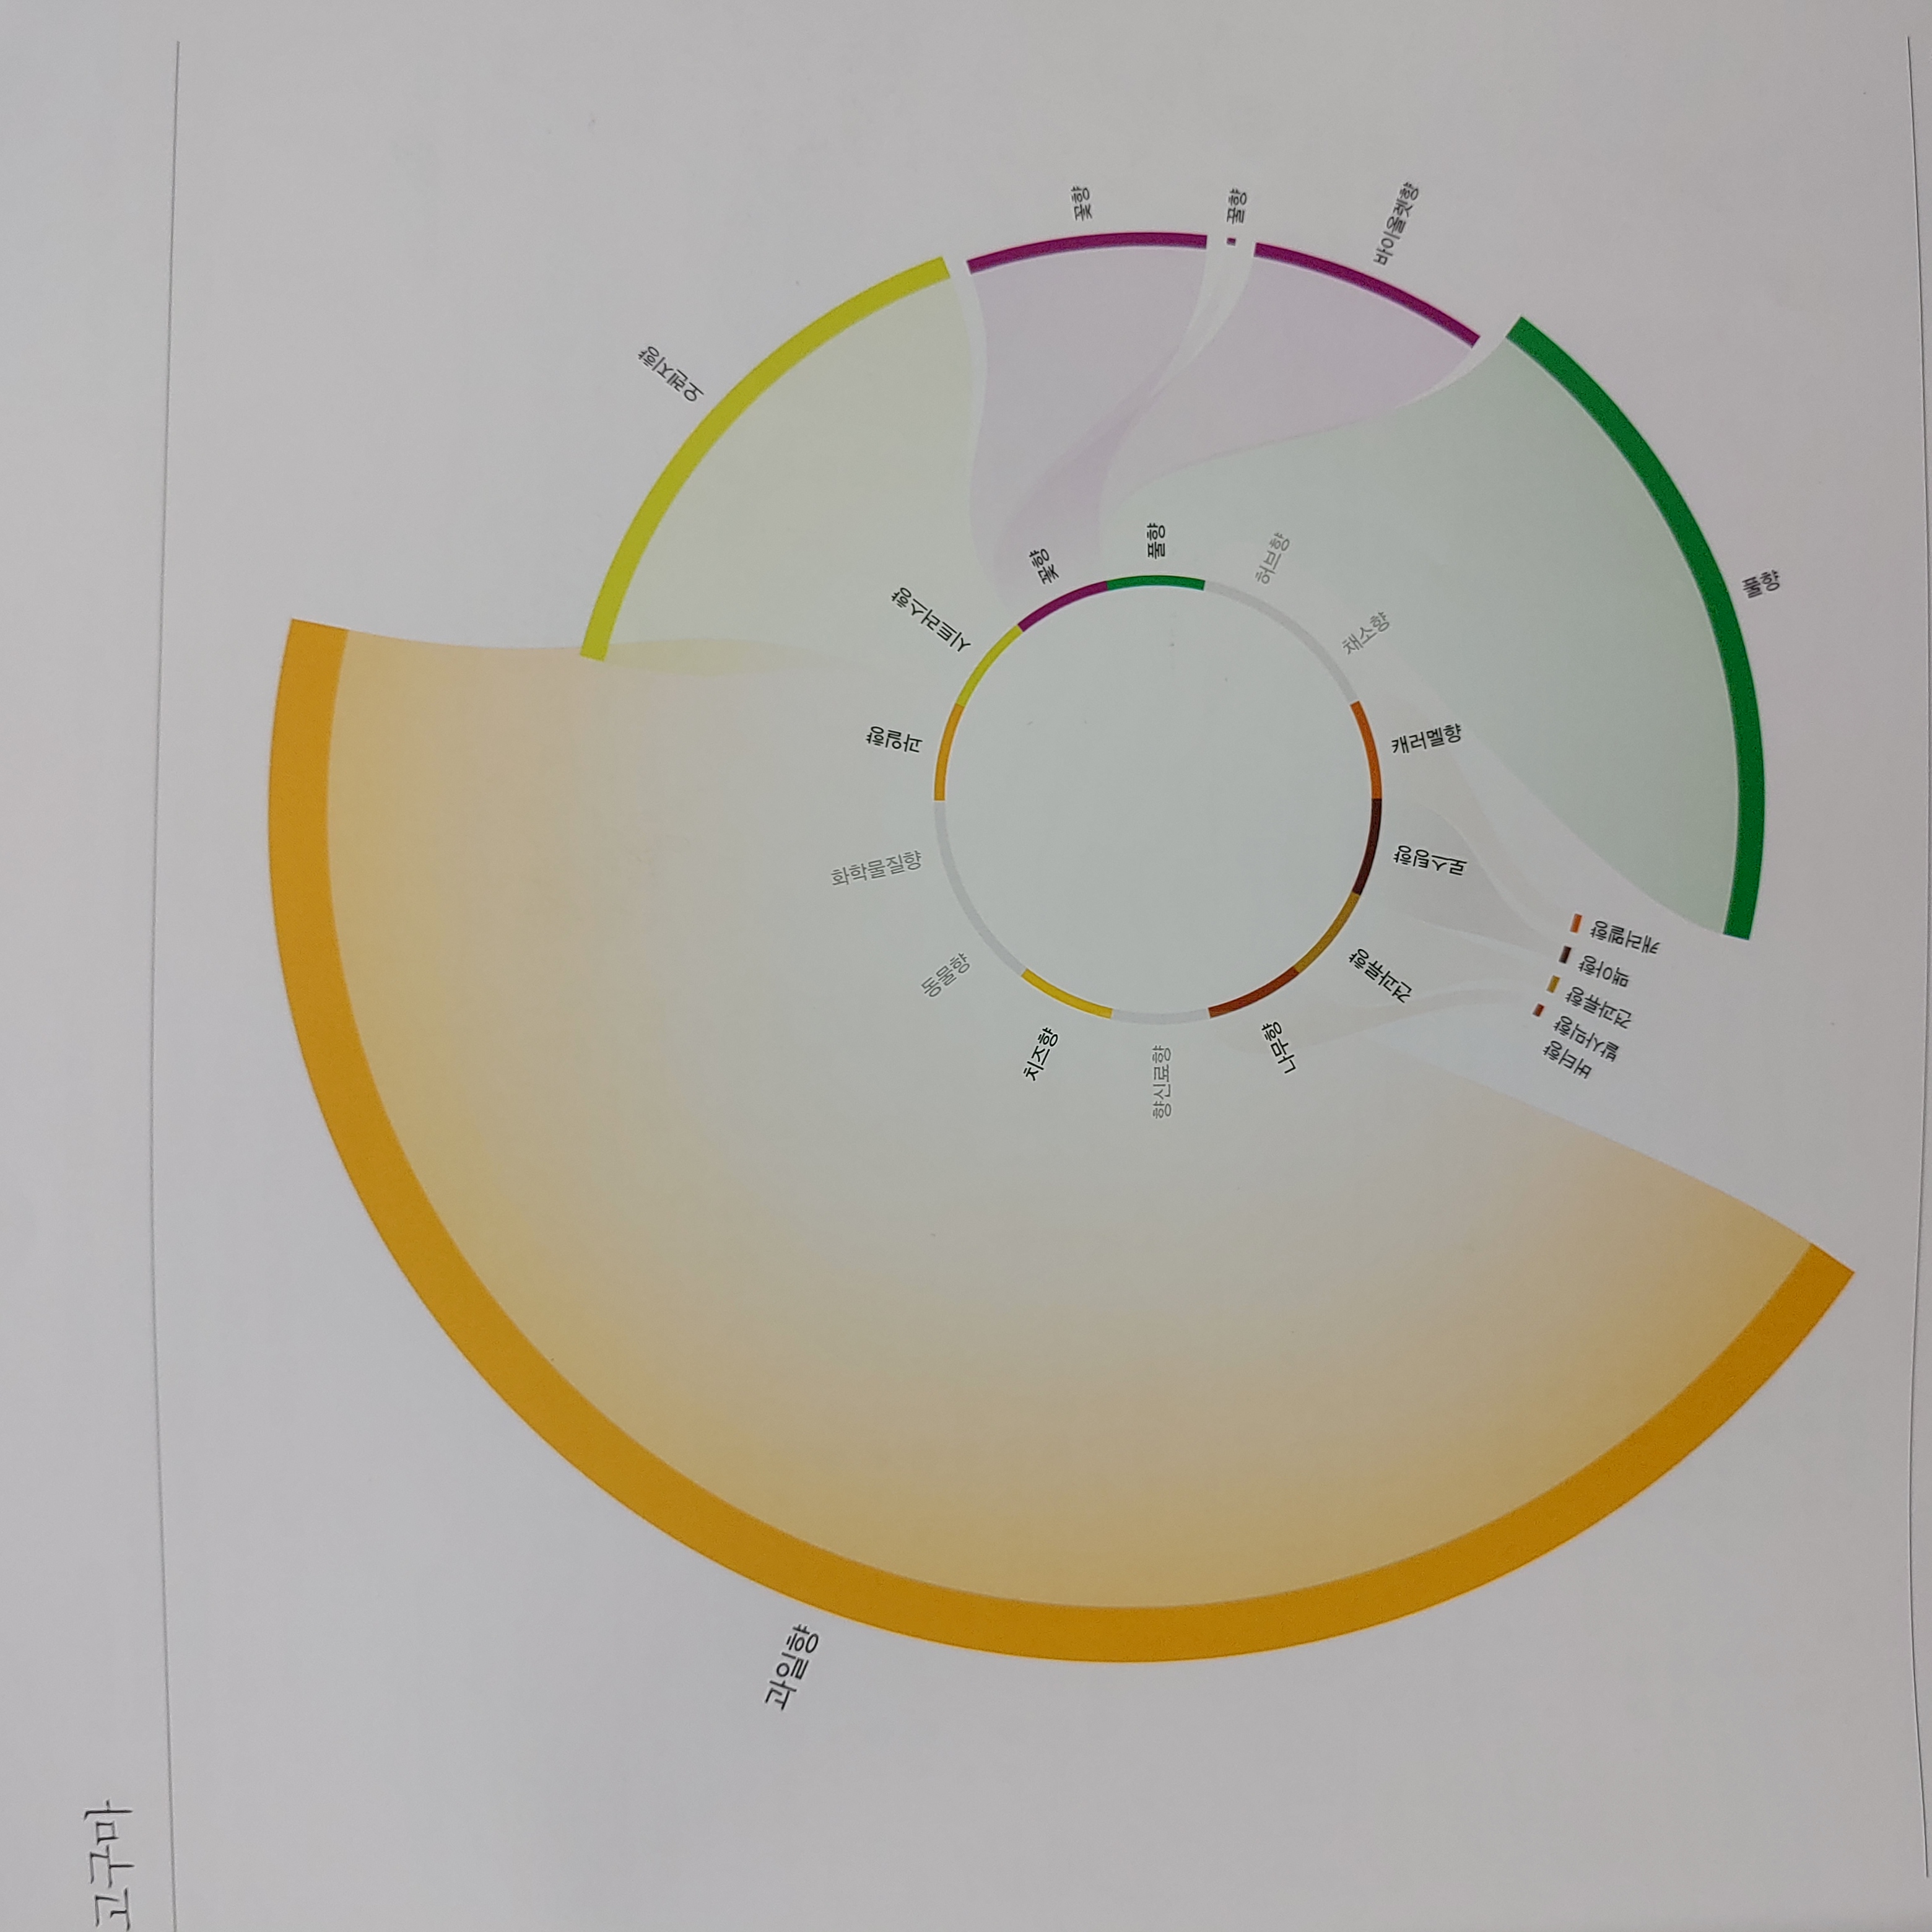 고구마
과일향
오렌지향
꽃향
꿀향
바이올렛향
풀향
캐러멜향
맥아향
견과류향
발사믹향
버터향
과일향
시트러스향
꽃향
풀향
허브향
채소향
캐러멜향
로스팅향
견과류향
나무향
향신료향
치즈향
동물향
화학물질향